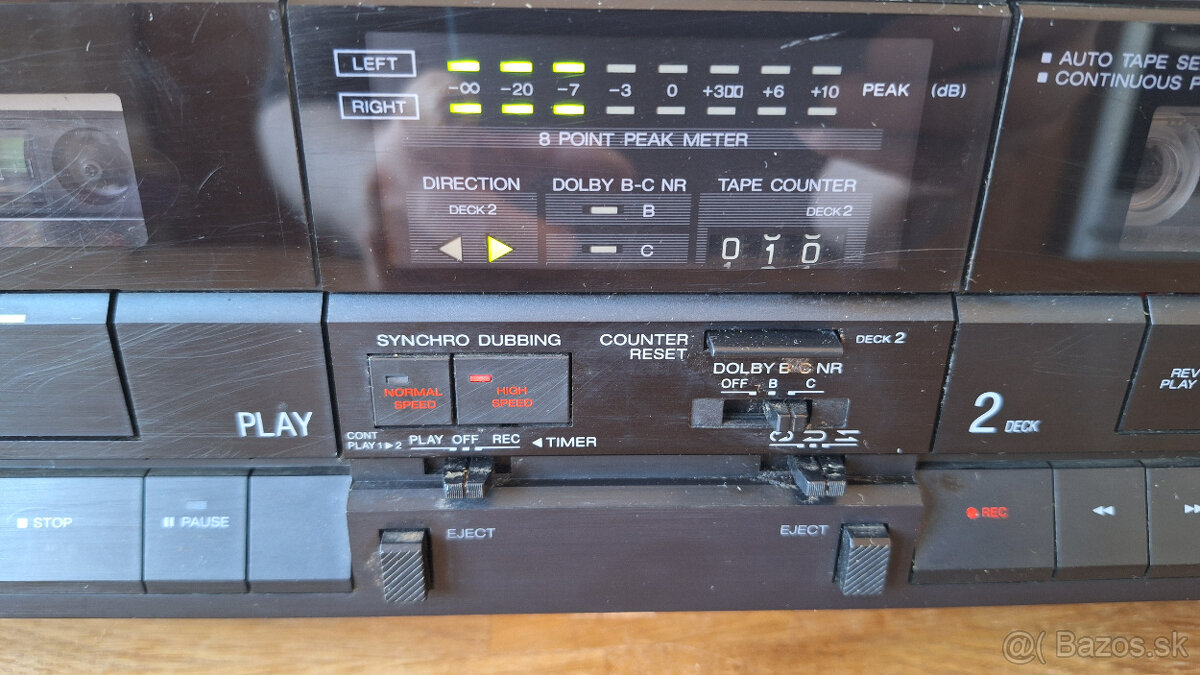 LEFT
-∞ -20 -7 -3 0 +3 +6 +10 PEAK (dB)
RIGHT
8 POINT PEAK METER
AUTO TAPE SE
CONTINUOUS P
DIRECTION
DECK 2
DOLBY B-C NR
B
C
TAPE COUNTER
DECK 2
010
SYNCHRO DUBBING
NORMAL
SPEED
HIGH
SPEED
COUNTER
RESET
DECK 2
DOLBY B-C NR
OFF B C
CONT
PLAY 1▶2
PLAY OFF REC ◀TIMER
PLAY
2 DECK
REV
PLAY
■ STOP
PAUSE
EJECT
EJECT
● REC
◀◀
▶▶
@( Bazos.sk